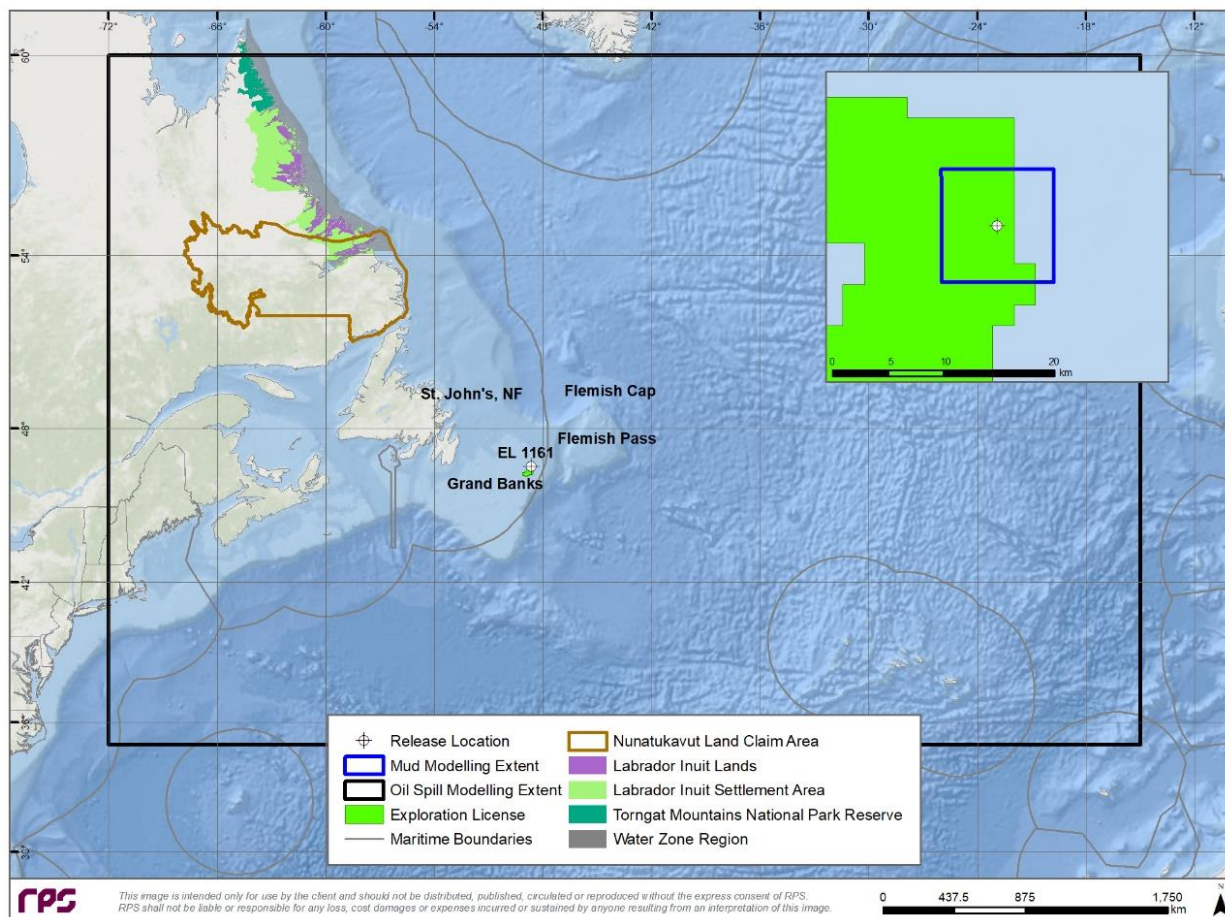 -72° -66° -60° -54° -48° -42° -36° -30° -24° -18° -12°
60°
54°
48°
42°
36°
30°
0 5 10 20
km
St. John's, NF
Flemish Cap
Flemish Pass
EL 1161
Grand Banks
Release Location
Mud Modelling Extent
Oil Spill Modelling Extent
Exploration License
Maritime Boundaries
Nunatukavut Land Claim Area
Labrador Inuit Lands
Labrador Inuit Settlement Area
Torngat Mountains National Park Reserve
Water Zone Region
rps
This image is intended only for use by the client and should not be distributed, published, circulated or reproduced without the express consent of RPS.
RPS shall not be liable or responsible for any loss, cost damages or expenses incurred or sustained by anyone resulting from an interpretation of this image.
0 437.5 875 1,750
km
N